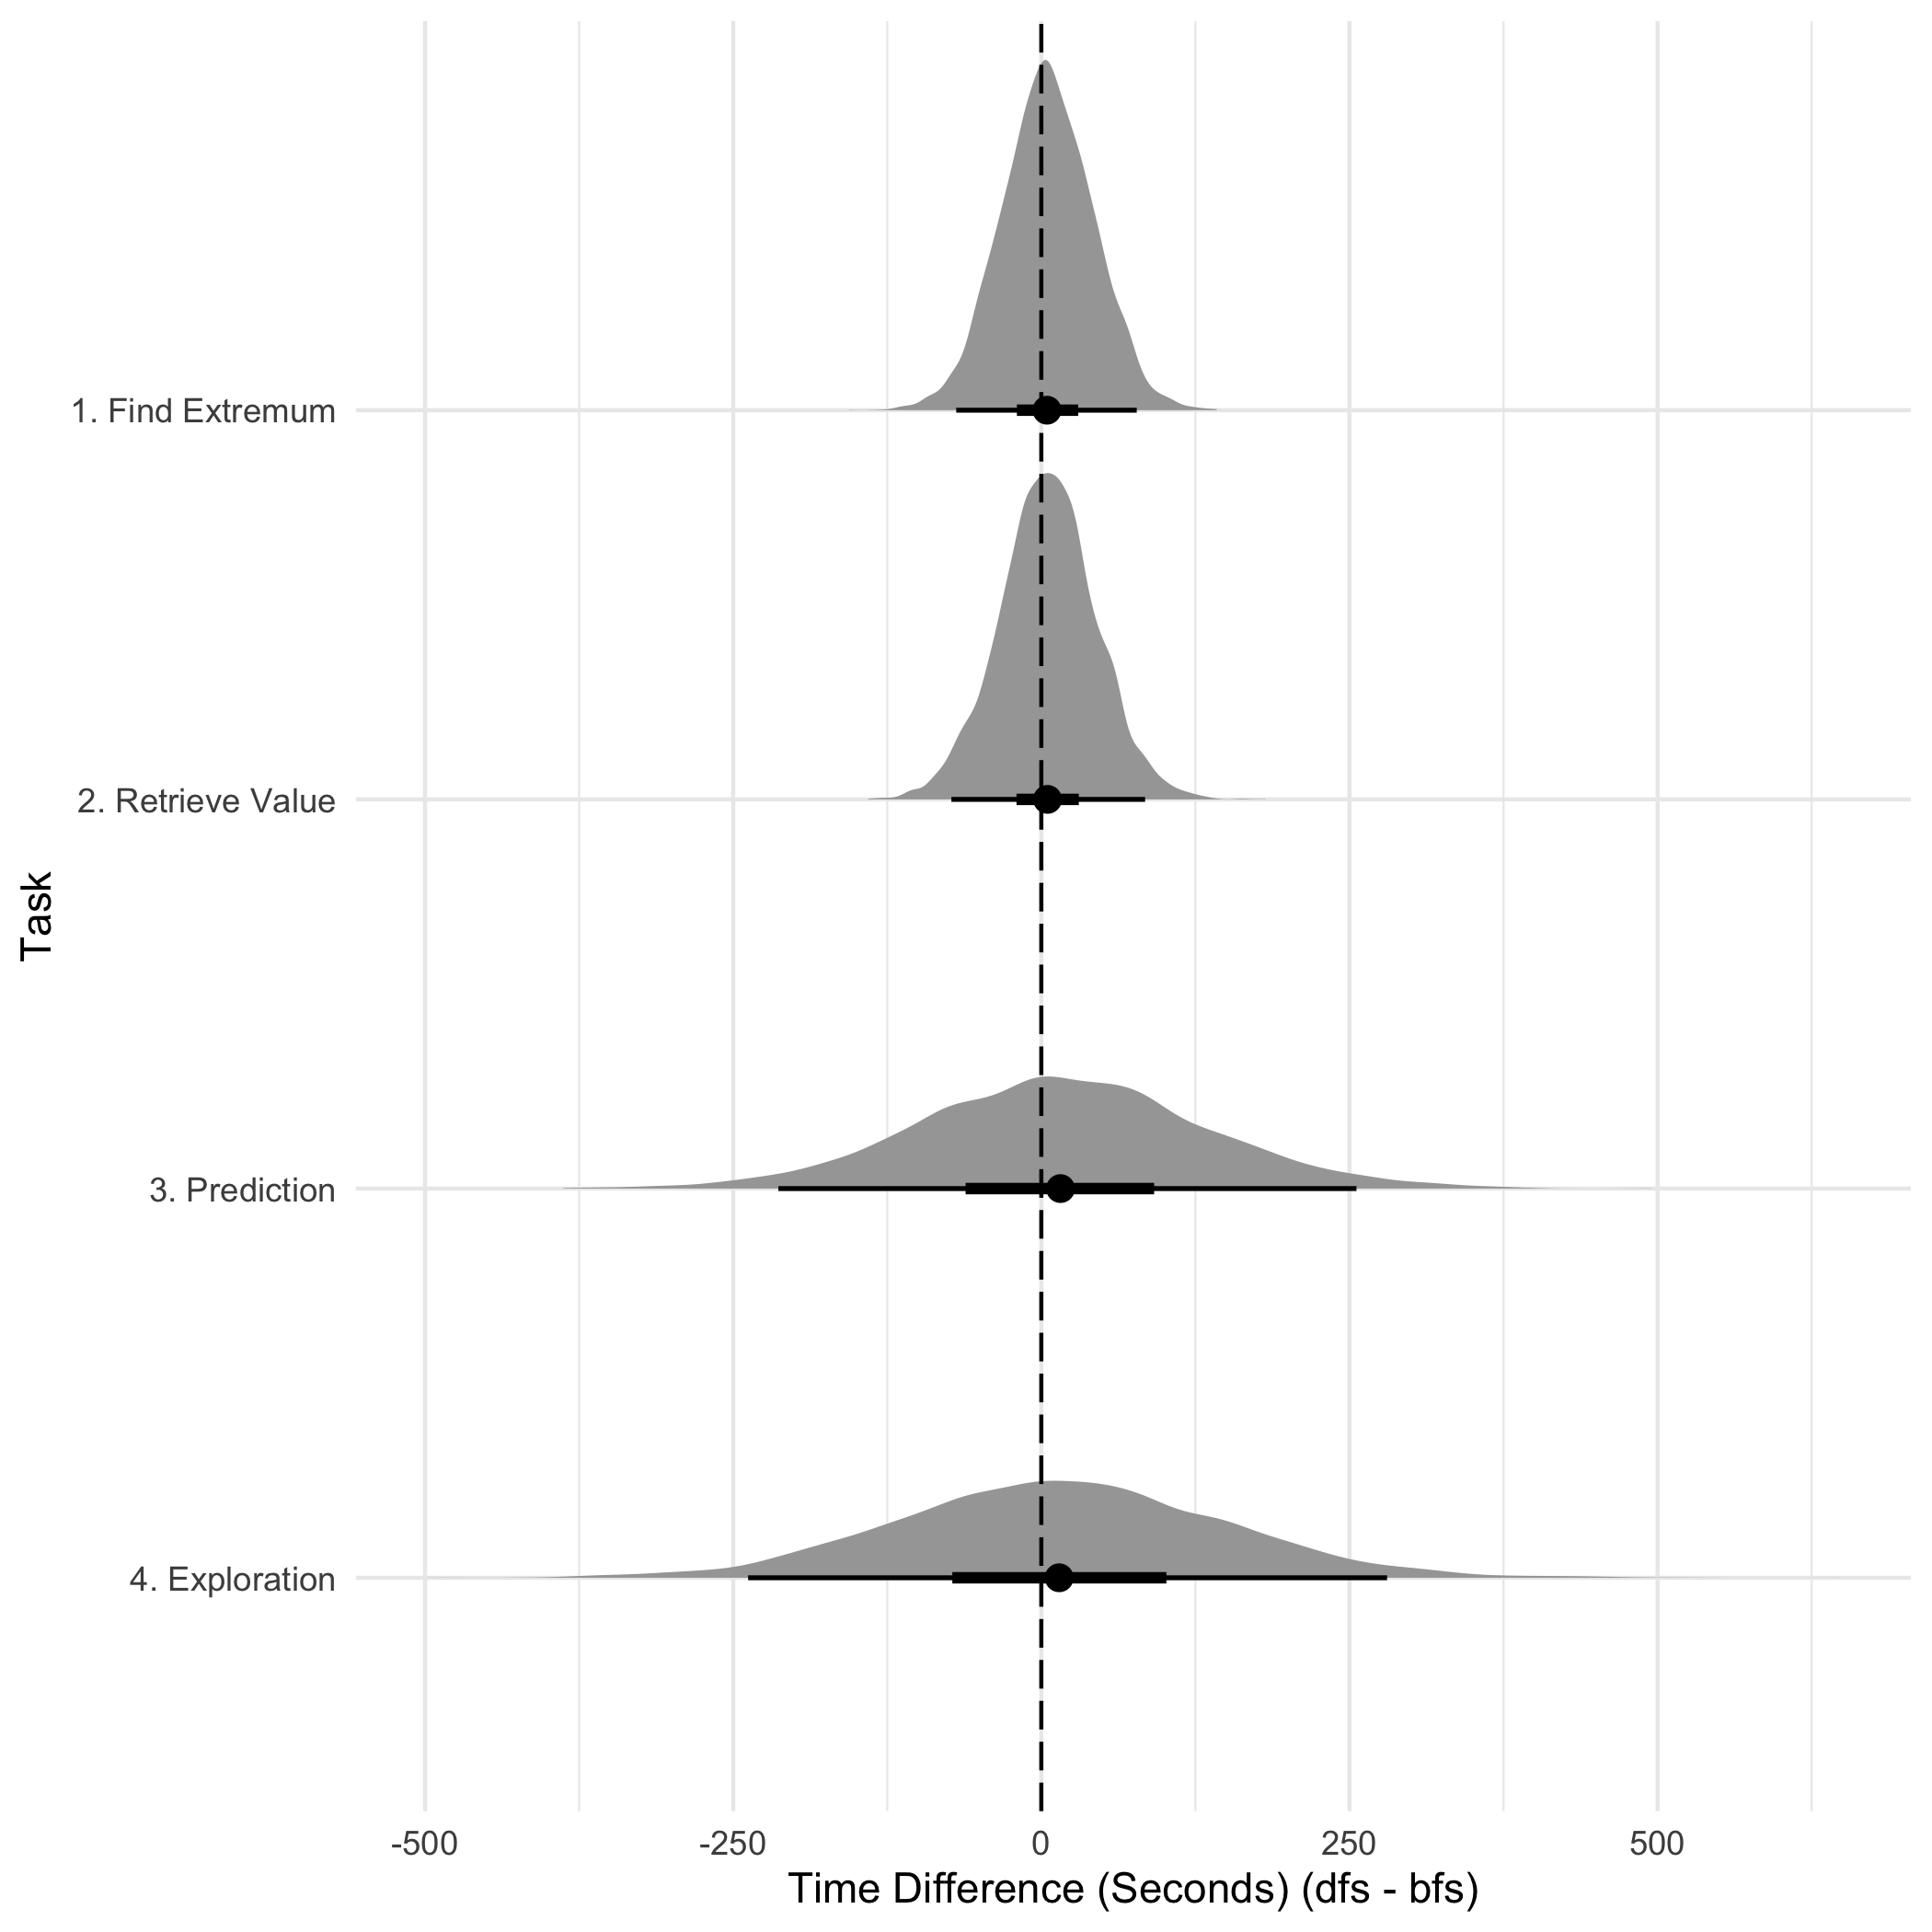 Task
1. Find Extremum
2. Retrieve Value
3. Prediction
4. Exploration
-500 -250 0 250 500
Time Difference (Seconds) (dfs - bfs)